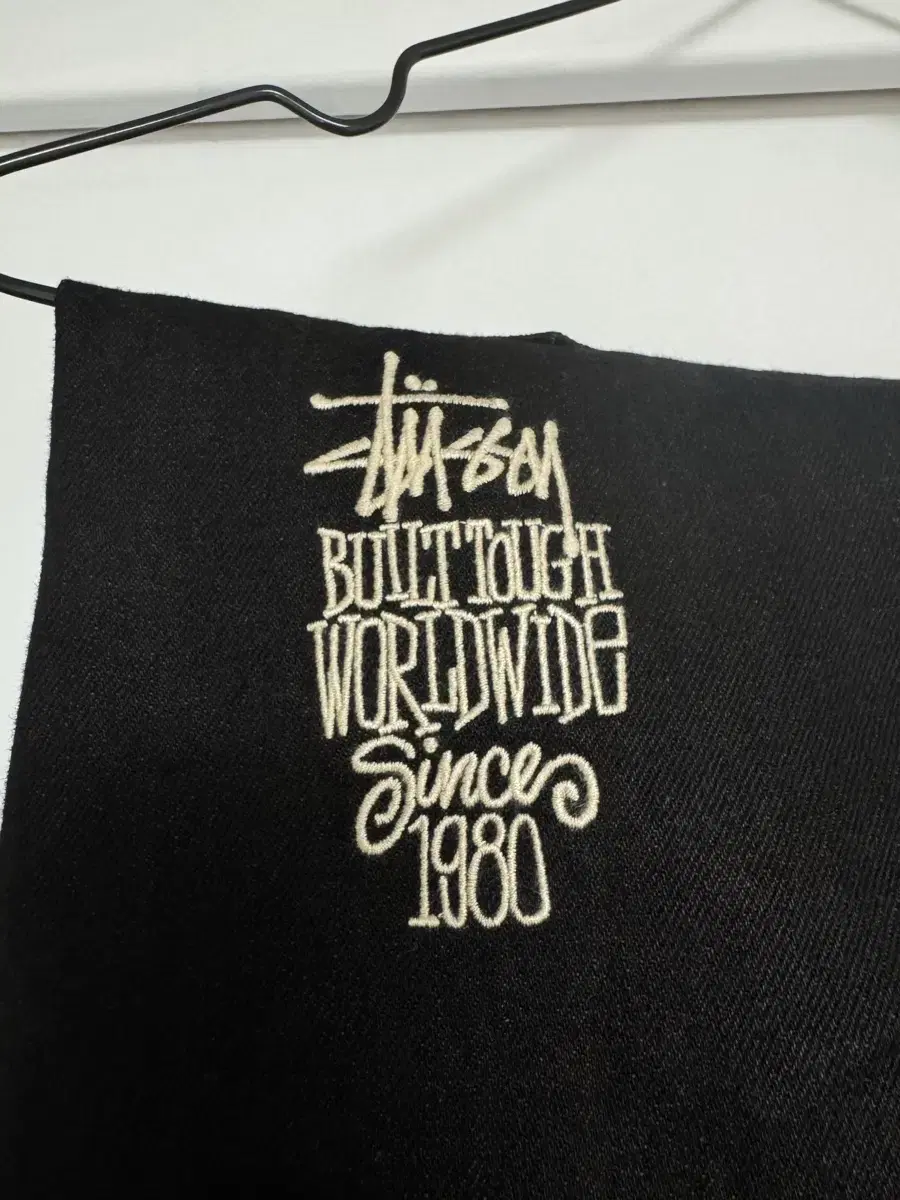 Stüssy
BUILT TOUGH
WORLDWIDe
Since
1980